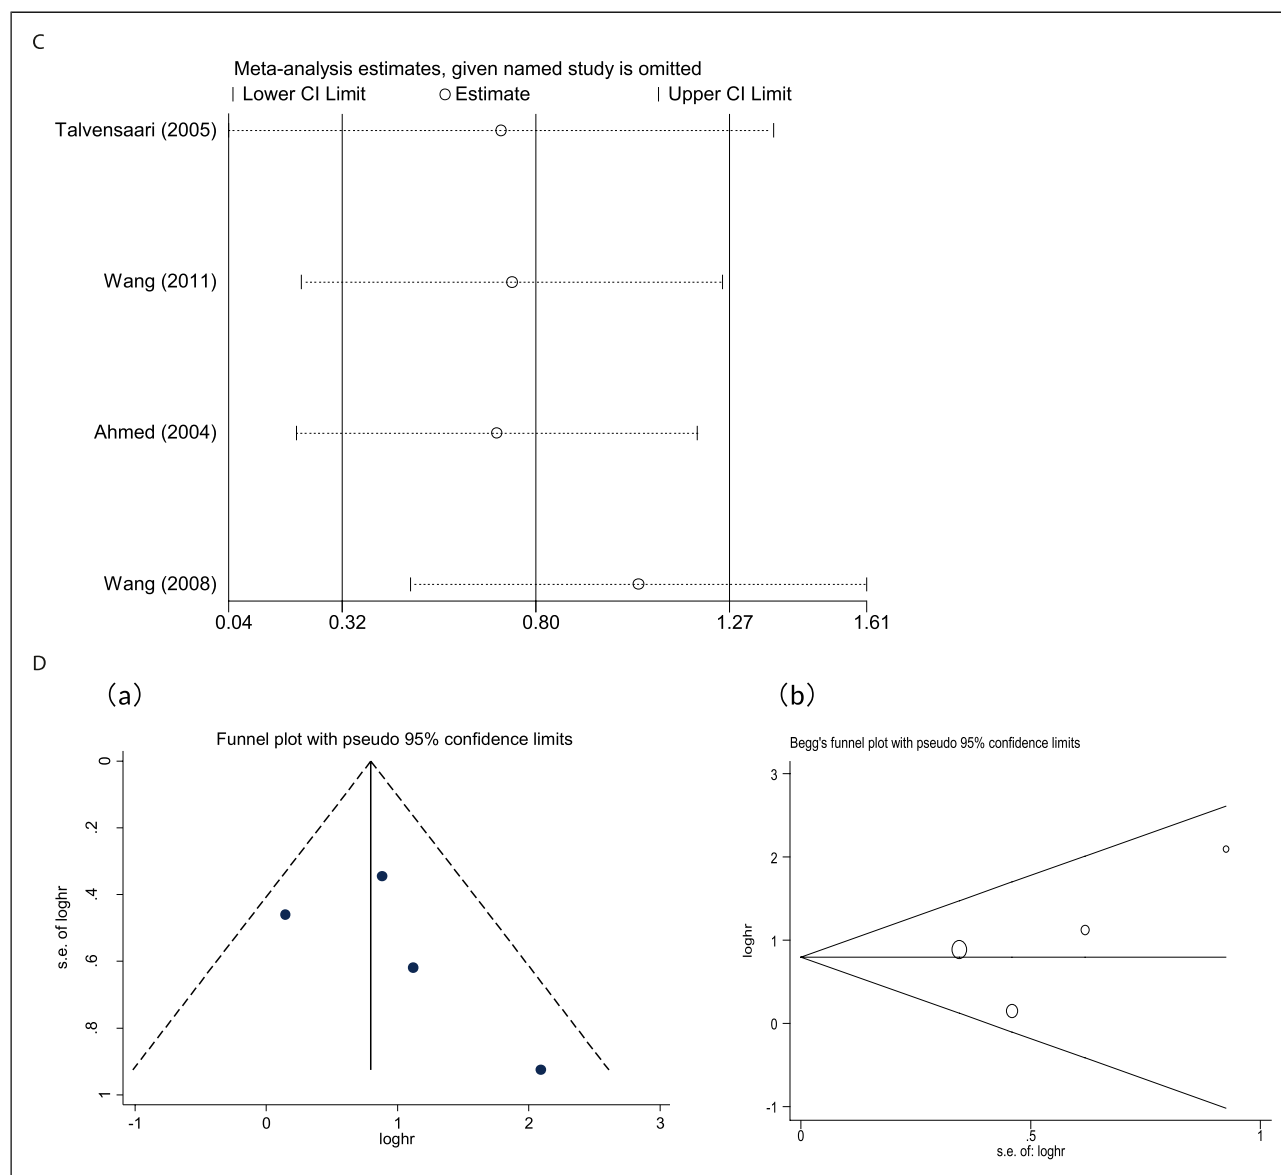 C
Meta-analysis estimates, given named study is omitted
| Lower CI Limit ○ Estimate | Upper CI Limit
Talvensaari (2005)
Wang (2011)
Ahmed (2004)
Wang (2008)
0.04 0.32 0.80 1.27 1.61
D
(a)
Funnel plot with pseudo 95% confidence limits
0
.2
.4
.6
.8
1
s.e. of loghr
-1 0 1 2 3
loghr
(b)
Begg's funnel plot with pseudo 95% confidence limits
3
2
1
0
-1
loghr
0 .5 1
s.e. of: loghr